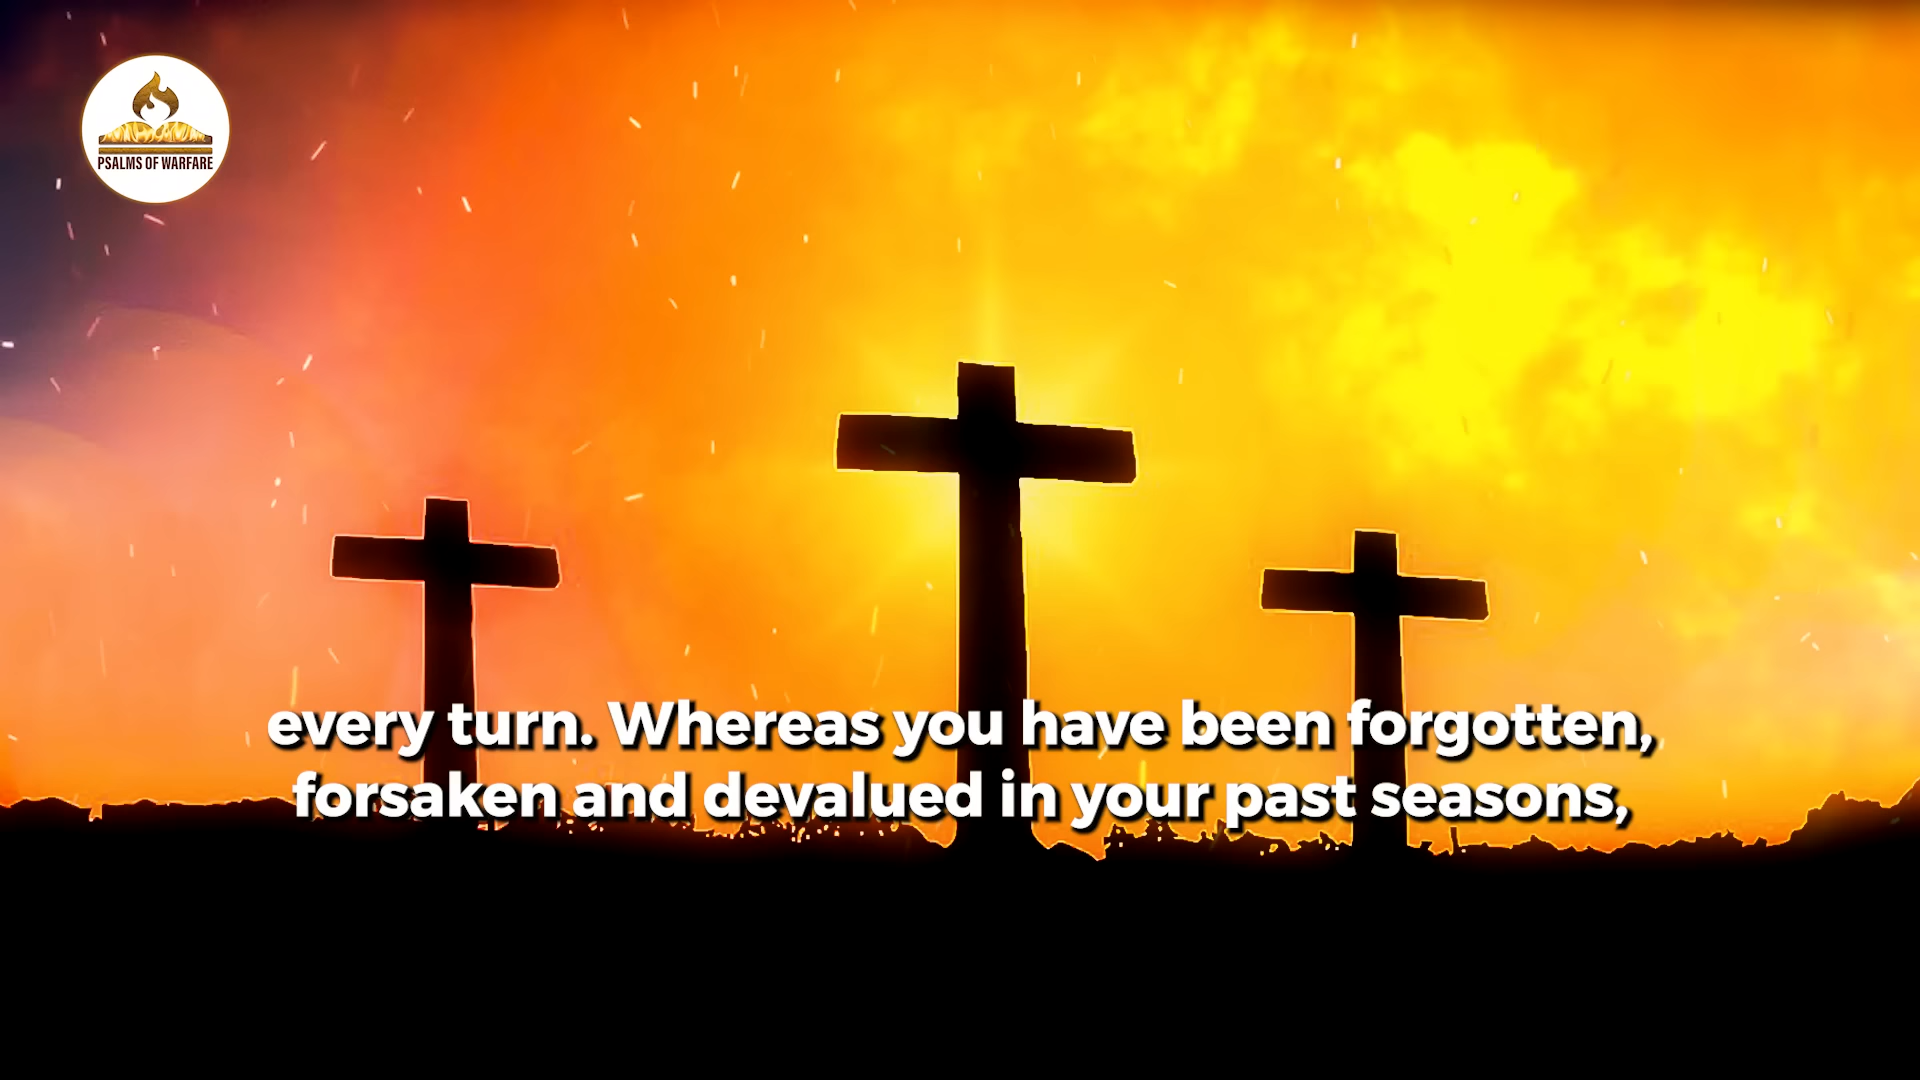 PSALMS OF WARFARE
every turn. Whereas you have been forgotten,
forsaken and devalued in your past seasons,